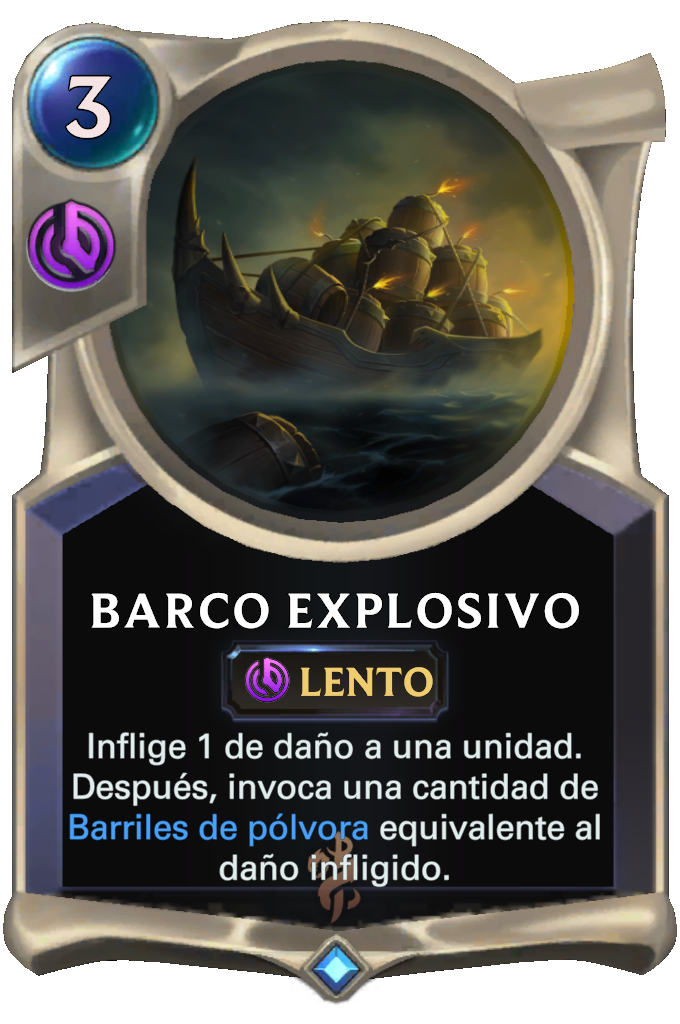 3
BARCO EXPLOSIVO
LENTO
Inflige 1 de daño a una unidad.
Después, invoca una cantidad de
Barriles de pólvora equivalente al
daño infligido.